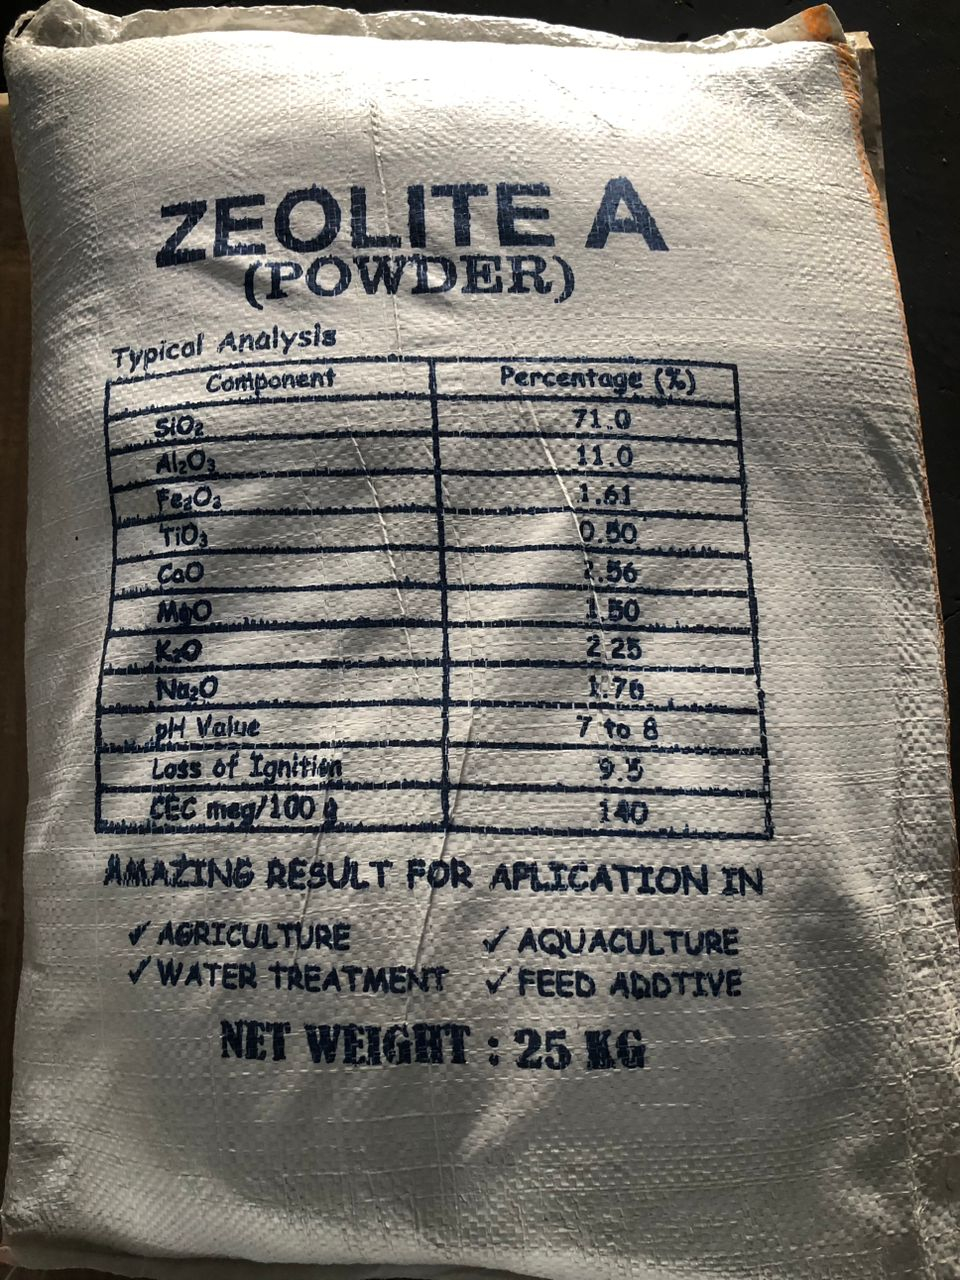 ZEOLITE A
(POWDER)
Typical Analysis
Component Percentage (%)
SiO₂ 71.0
Al₂O₃ 11.0
Fe₂O₃ 1.61
TiO₃ 0.50
CaO
MgO 1.50
K₂O 2.25
Na₂O 1.76
pH Value 7 to 8
Loss of Ignition 9.5
CEC meg/100 g 140
AMAZING RESULT FOR APLICATION IN
✓ AGRICULTURE ✓ AQUACULTURE
✓ WATER TREATMENT ✓ FEED ADDTIVE
NET WEIGHT : 25 KG